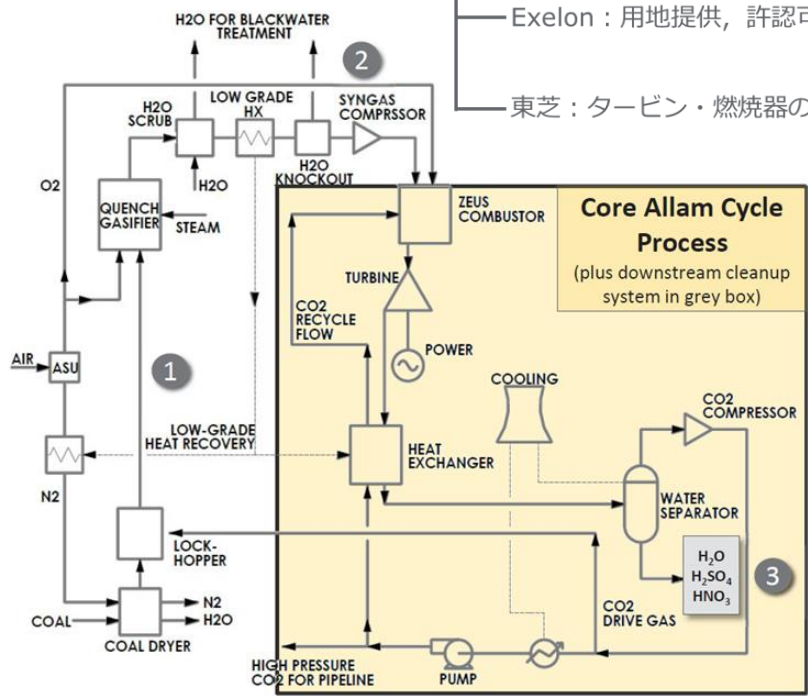 Exelon：用地提供，許認可
東芝：タービン・燃焼器の
H2O FOR BLACKWATER
TREATMENT
2
H2O
SCRUB
LOW GRADE
HX
SYNGAS
COMPRSSOR
H2O
KNOCKOUT
O2
H2O
QUENCH
GASIFIER
STEAM
ZEUS
COMBUSTOR
Core Allam Cycle
Process
(plus downstream cleanup
system in grey box)
TURBINE
CO2
RECYCLE
FLOW
POWER
AIR
ASU
1
COOLING
CO2
COMPRESSOR
LOW-GRADE
HEAT RECOVERY
HEAT
EXCHANGER
N2
WATER
SEPARATOR
LOCK-
HOPPER
H2O
H2SO4
HNO3
3
CO2
DRIVE GAS
COAL
N2
H2O
COAL DRYER
HIGH PRESSURE
CO2 FOR PIPELINE
PUMP